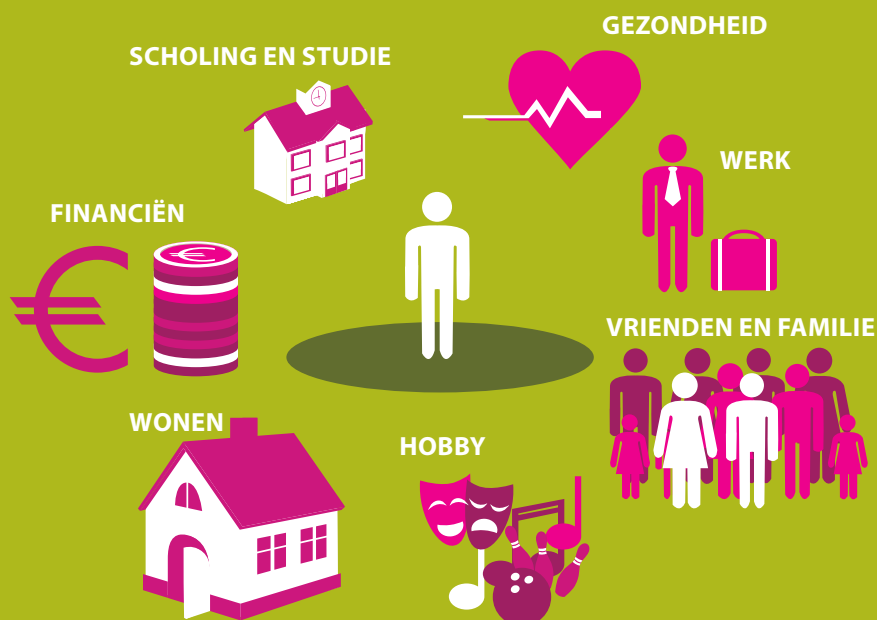 GEZONDHEID
SCHOLING EN STUDIE
WERK
FINANCIËN
€
VRIENDEN EN FAMILIE
WONEN
HOBBY